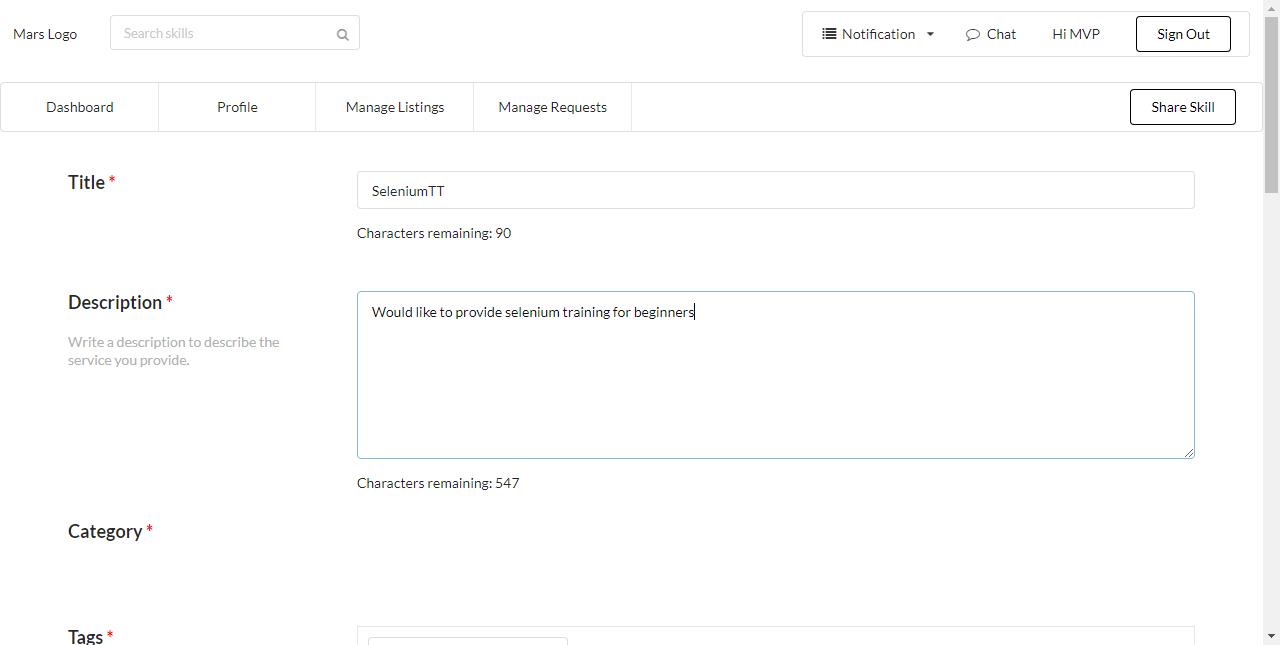 Mars Logo
Search skills
Notification
Chat
Hi MVP
Sign Out
Dashboard
Profile
Manage Listings
Manage Requests
Share Skill
Title *
SeleniumTT
Characters remaining: 90
Description *
Write a description to describe the
service you provide.
Would like to provide selenium training for beginners
Characters remaining: 547
Category *
Tags *